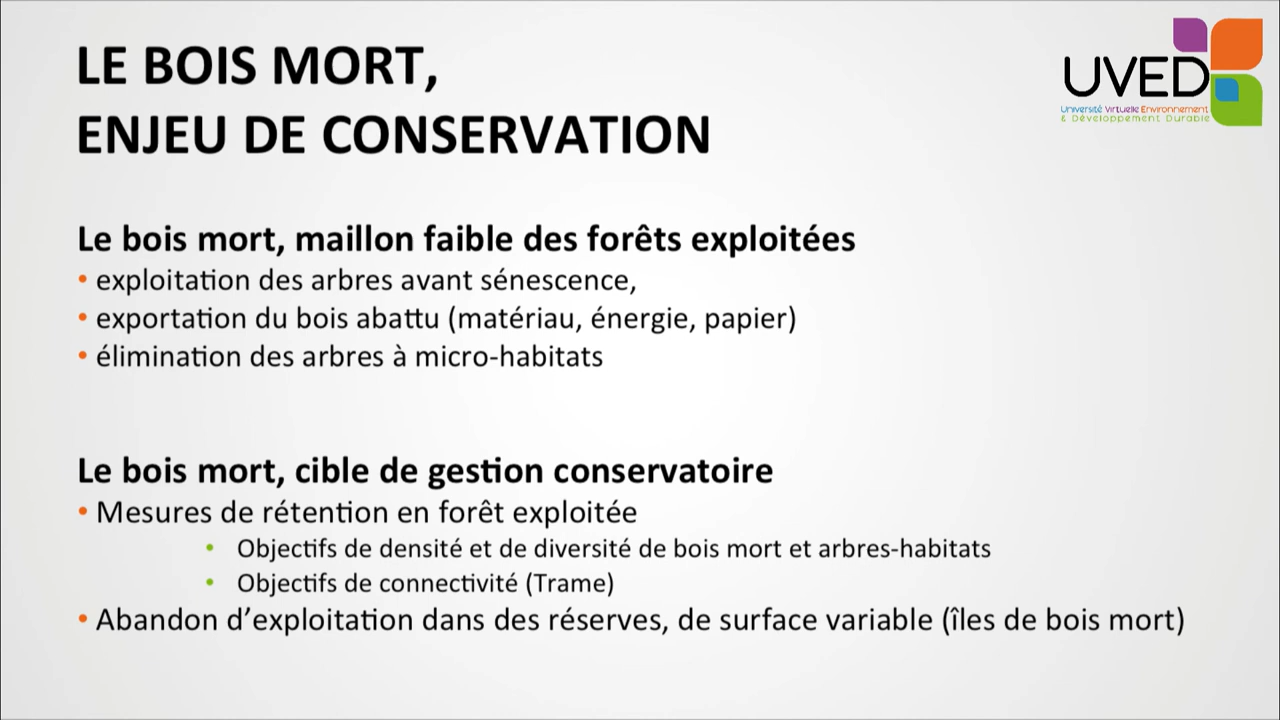 LE BOIS MORT,
ENJEU DE CONSERVATION
UVED
Université Virtuelle Environnement
& Développement Durable
Le bois mort, maillon faible des forêts exploitées
• exploitation des arbres avant sénescence,
• exportation du bois abattu (matériau, énergie, papier)
• élimination des arbres à micro-habitats
Le bois mort, cible de gestion conservatoire
• Mesures de rétention en forêt exploitée
• Objectifs de densité et de diversité de bois mort et arbres-habitats
• Objectifs de connectivité (Trame)
• Abandon d’exploitation dans des réserves, de surface variable (îles de bois mort)